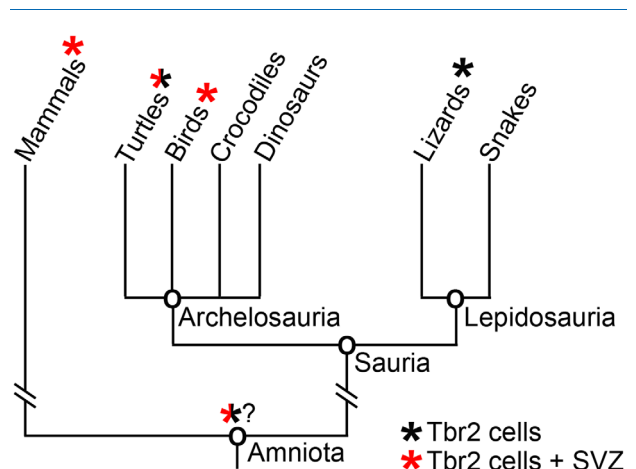 Mammals*
Turtles*
Birds*
Crocodiles
Dinosaurs
Lizards*
Snakes
Archelosauria
Lepidosauria
Sauria
*?
Amniota
* Tbr2 cells
* Tbr2 cells + SVZ